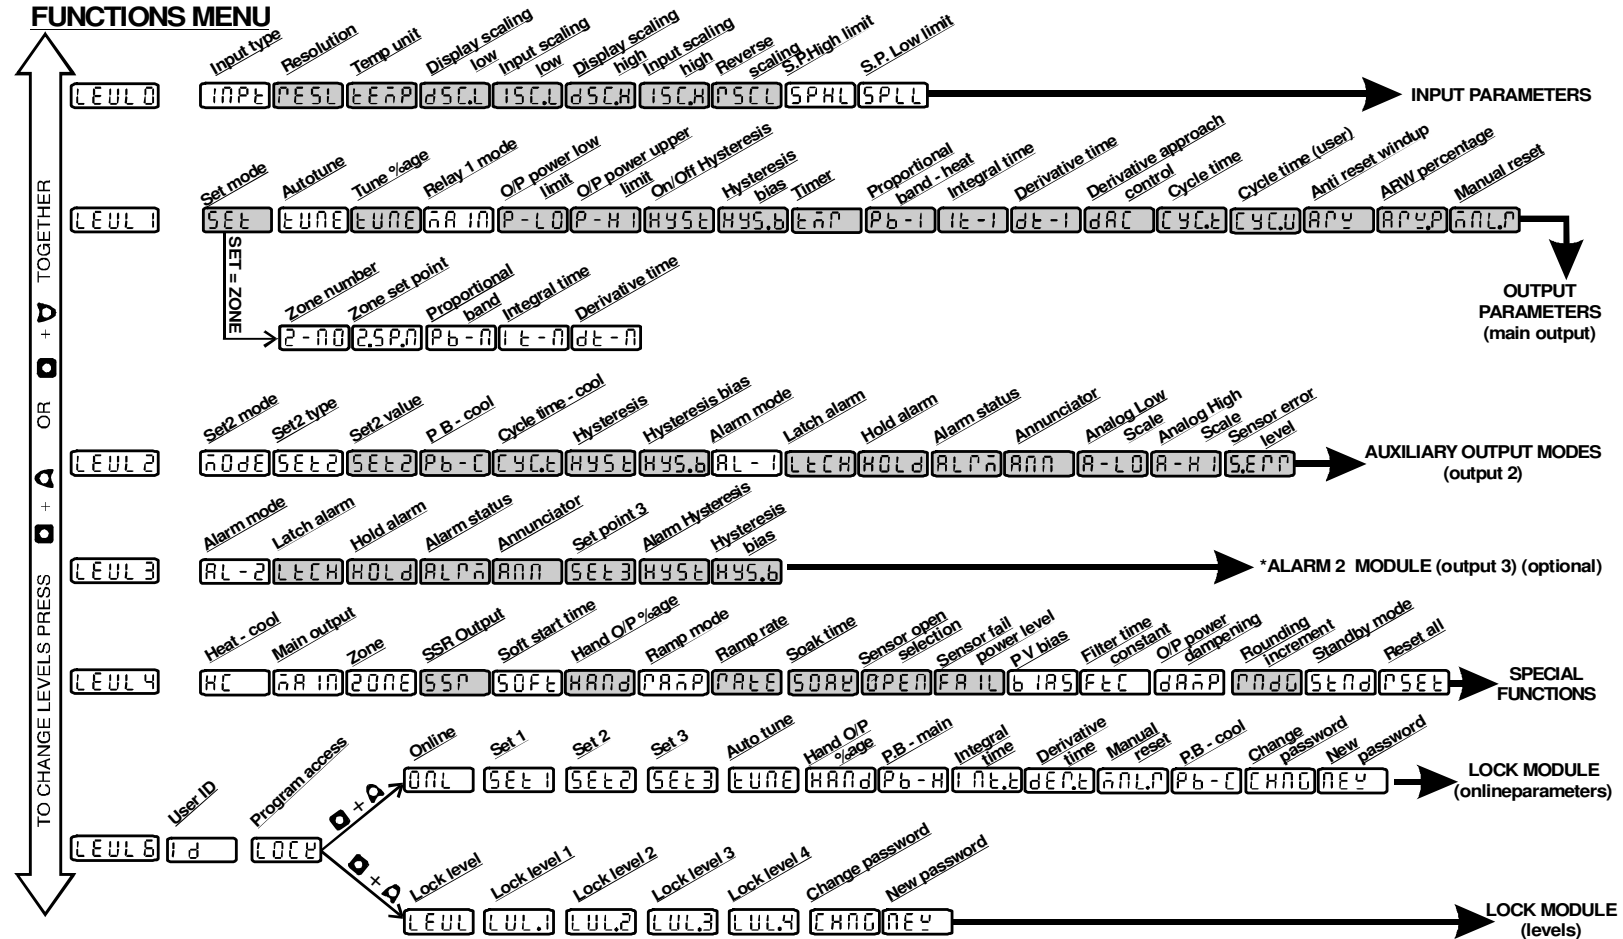 FUNCTIONS MENU
Input type
Resolution
Temp unit
Display scaling
low
Input scaling
low
Display scaling
high
Input scaling
high
Reverse
scaling
S.P.High limit
S.P. Low limit
LEVL 0
INPt
rESL
tEmP
dSC.L
ISC.L
dSC.H
ISC.H
rSCL
SPHL
SPLL
INPUT PARAMETERS
Set mode
Autotune
Tune %age
Relay 1 mode
O/P power low
limit
O/P power upper
limit
On/Off Hysteresis
Hysteresis
bias
Timer
Proportional
band - heat
Integral time
Derivative time
Derivative approach
control
Cycle time
Cycle time (user)
Anti reset windup
ARW percentage
Manual reset
LEVL 1
SEt
tUNE
tUNE
mA IN
P-LO
P-HI
HYSt
HYS.b
tmr
Pb-I
It-I
dt-I
dAC
CYC.t
CYC.U
Arw
Arw.P
mNL.r
OUTPUT
PARAMETERS
(main output)
SET = ZONE
Zone number
Zone set point
Proportional
band
Integral time
Derivative time
Z-NO
Z.SP.N
Pb-N
It-N
dt-N
Set2 mode
Set2 type
Set2 value
P B - cool
Cycle time - cool
Hysteresis
Hysteresis bias
Alarm mode
Latch alarm
Hold alarm
Alarm status
Annunciator
Analog Low
Scale
Analog High
Scale
Sensor error
level
LEVL 2
mOdE
SEt2
SEt2
Pb-C
CYC.t
HYSt
HYS.b
AL-1
LtCH
HOLd
ALrm
ANN
A-LO
A-HI
S.Err
AUXILIARY OUTPUT MODES
(output 2)
Alarm mode
Latch alarm
Hold alarm
Alarm status
Annunciator
Set point 3
Alarm Hysteresis
Hysteresis
bias
LEVL 3
AL-2
LtCH
HOLd
ALrm
ANN
SEt3
HYSt
HYS.b
*ALARM 2 MODULE (output 3) (optional)
Heat - cool
Main output
Zone
SSR Output
Soft start time
Hand O/P %age
Ramp mode
Ramp rate
Soak time
Sensor open
selection
Sensor fail
power level
P V bias
Filter time
constant
O/P power
dampening
Rounding
increment
Standby mode
Reset all
LEVL 4
HC
mA IN
ZONE
SSr
SOFt
HANd
rAmP
rAtE
SOAK
OPEN
FAIL
bIAS
FtC
dAmP
rNdG
StNd
rSEt
SPECIAL
FUNCTIONS
Online
Set 1
Set 2
Set 3
Auto tune
Hand O/P
%age
P.B - main
Integral
time
Derivative
time
Manual
reset
P.B - cool
Change
password
New
password
ONL
SEt1
SEt2
SEt3
tUNE
HANd
Pb-H
INt.t
dEr.t
mNL.r
Pb-C
CHNG
NEw
LOCK MODULE
(onlineparameters)
User ID
Program access
LEVL 6
Id
LOCK
+
+
Lock level
Lock level 1
Lock level 2
Lock level 3
Lock level 4
Change password
New password
LEVL
LVL.1
LVL.2
LVL.3
LVL.4
CHNG
NEw
LOCK MODULE
(levels)
TO CHANGE LEVELS PRESS + OR + TOGETHER